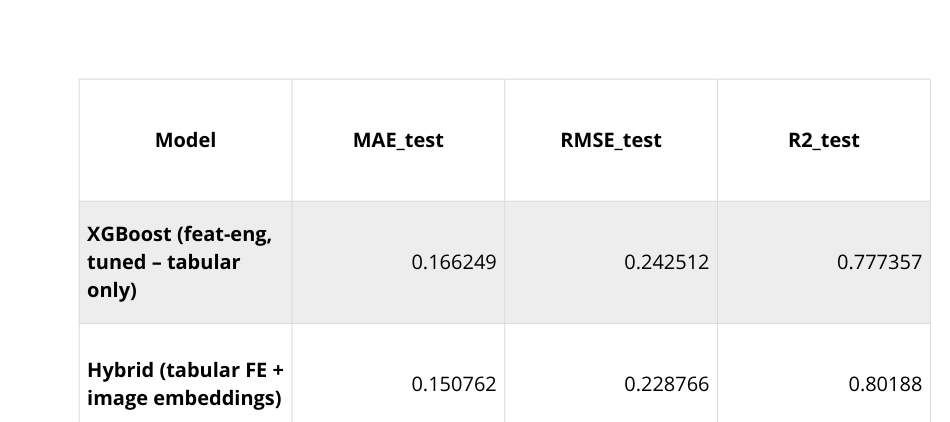 Model MAE_test RMSE_test R2_test
XGBoost (feat-eng,
tuned – tabular
only) 0.166249 0.242512 0.777357
Hybrid (tabular FE +
image embeddings) 0.150762 0.228766 0.80188